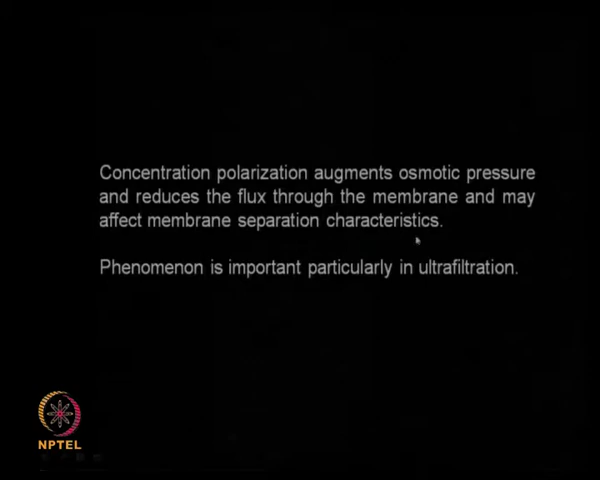 Concentration polarization augments osmotic pressure
and reduces the flux through the membrane and may
affect membrane separation characteristics.
Phenomenon is important particularly in ultrafiltration.
NPTEL